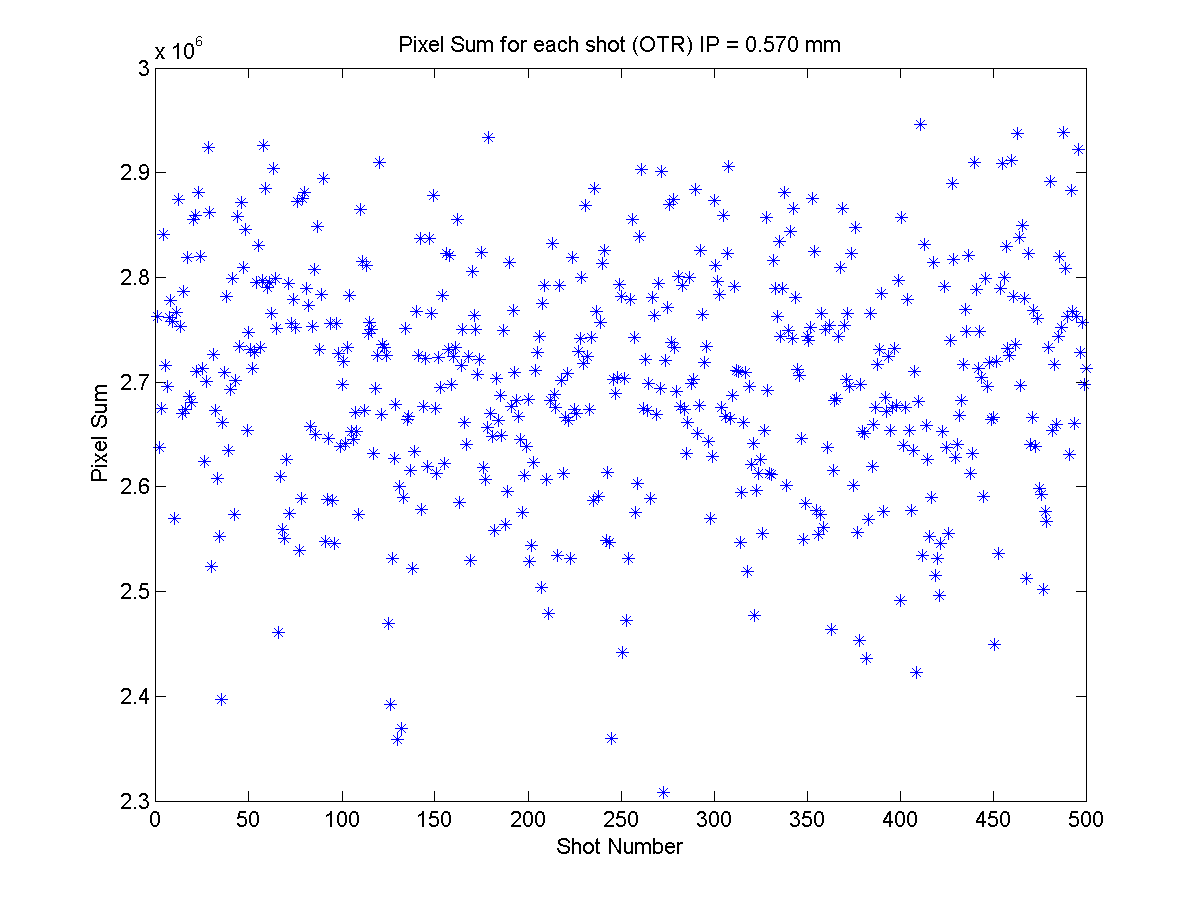 Pixel Sum for each shot (OTR) IP = 0.570 mm
x 10^6
3
2.9
2.8
2.7
2.6
2.5
2.4
2.3
Pixel Sum
0 50 100 150 200 250 300 350 400 450 500
Shot Number